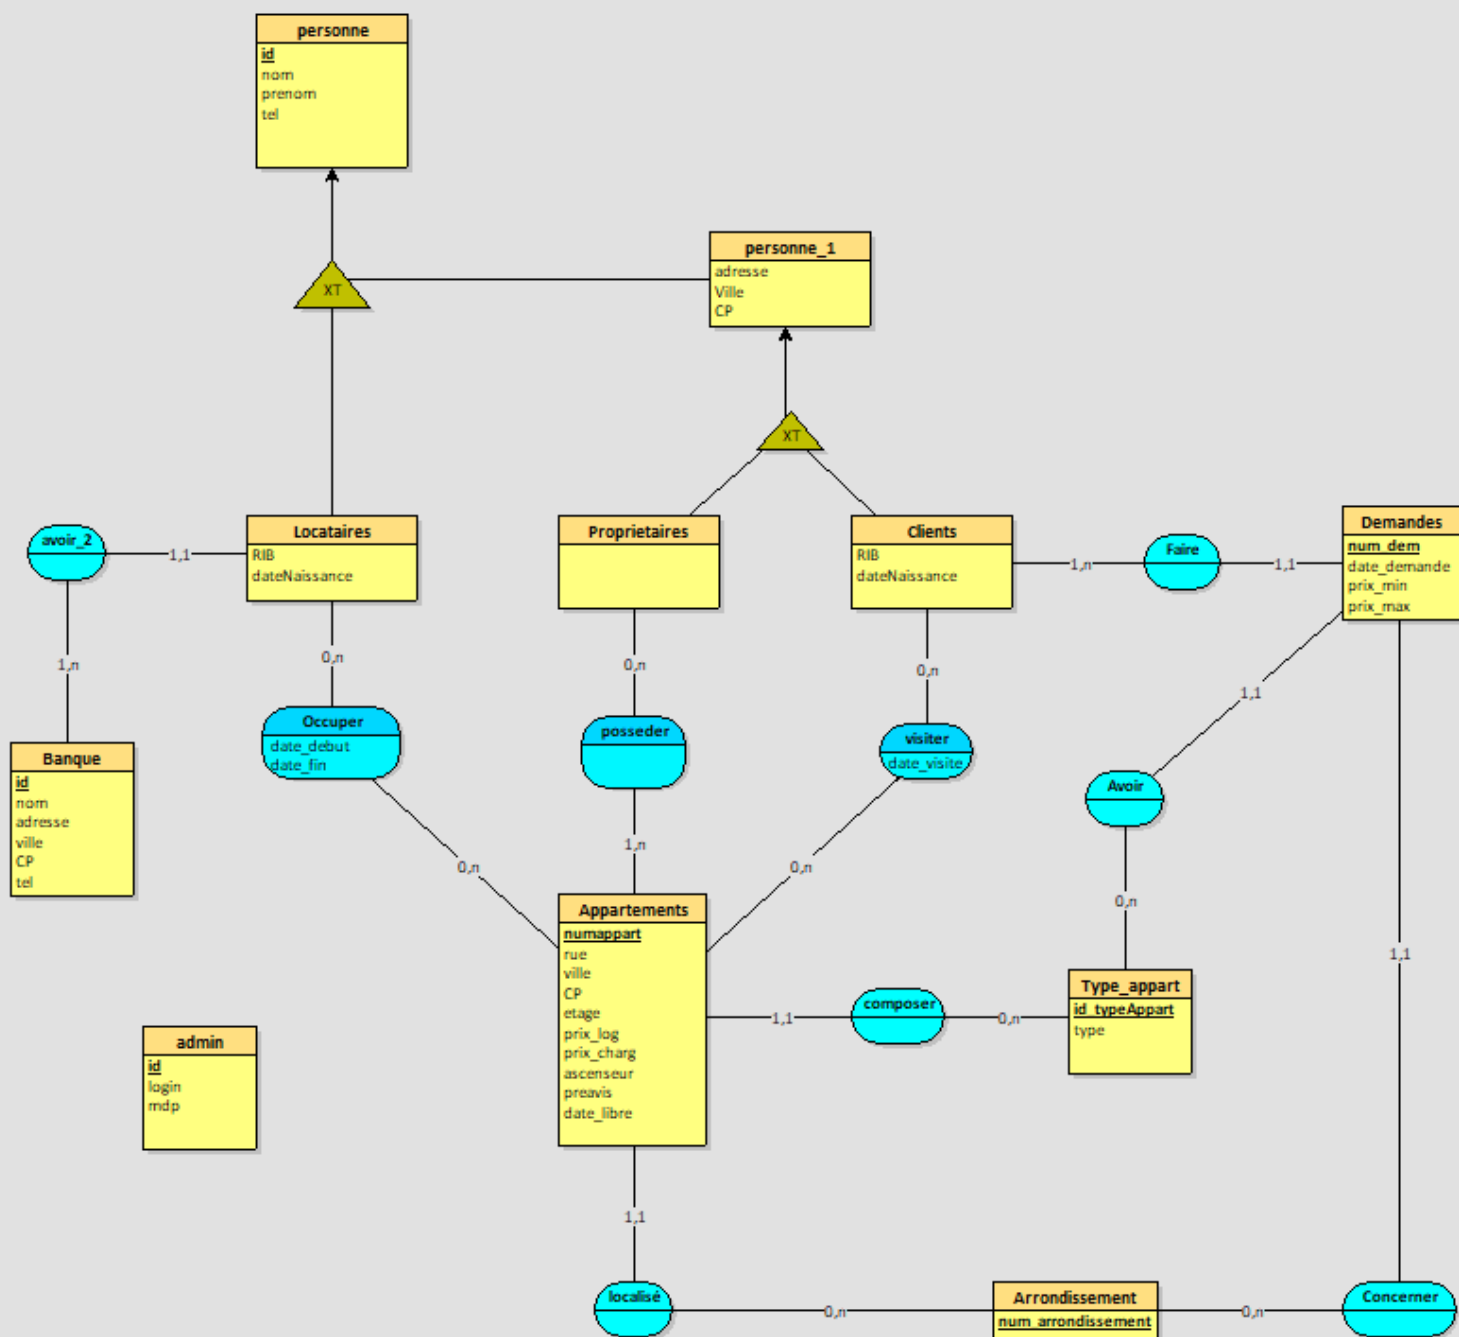 personne
id
nom
prenom
tel
personne_1
adresse
Ville
CP
XT
XT
avoir_2
1,1
Locataires
RIB
dateNaissance
Proprietaires
Clients
RIB
dateNaissance
1,n
Faire
1,1
Demandes
num_dem
date_demande
prix_min
prix_max
1,n
0,n
0,n
0,n
1,1
Banque
id
nom
adresse
ville
CP
tel
Occuper
date_debut
date_fin
posseder
visiter
date_visite
Avoir
0,n
1,n
0,n
0,n
1,1
Appartements
numappart
rue
ville
CP
etage
prix_log
prix_charg
ascenseur
preavis
date_libre
1,1
composer
0,n
Type_appart
id_typeAppart
type
admin
id
login
mdp
1,1
localisé
0,n
Arrondissement
num_arrondissement
0,n
Concerner